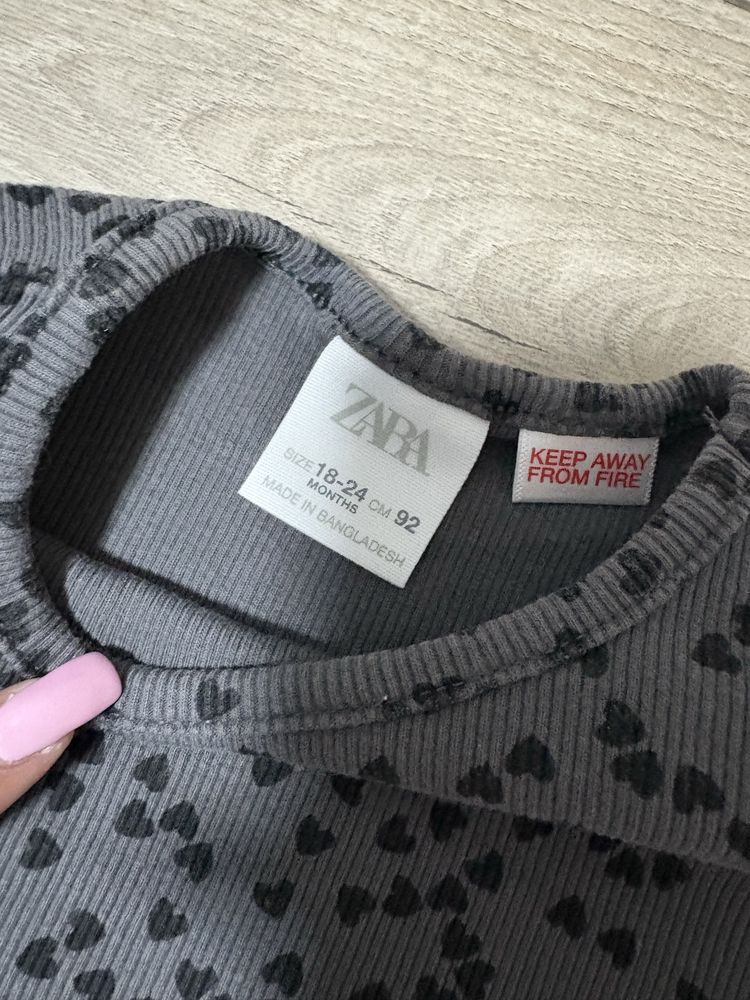 ZARA
SIZE 18-24 CM 92
MONTHS
MADE IN BANGLADESH
KEEP AWAY
FROM FIRE